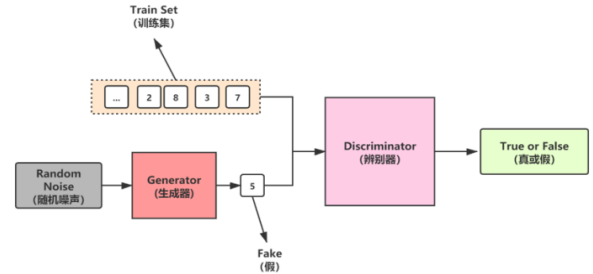 Train Set
(训练集)
... 2 8 3 7
Random
Noise
(随机噪声)
Generator
(生成器)
5
Fake
(假)
Discriminator
(辨别器)
True or False
(真或假)